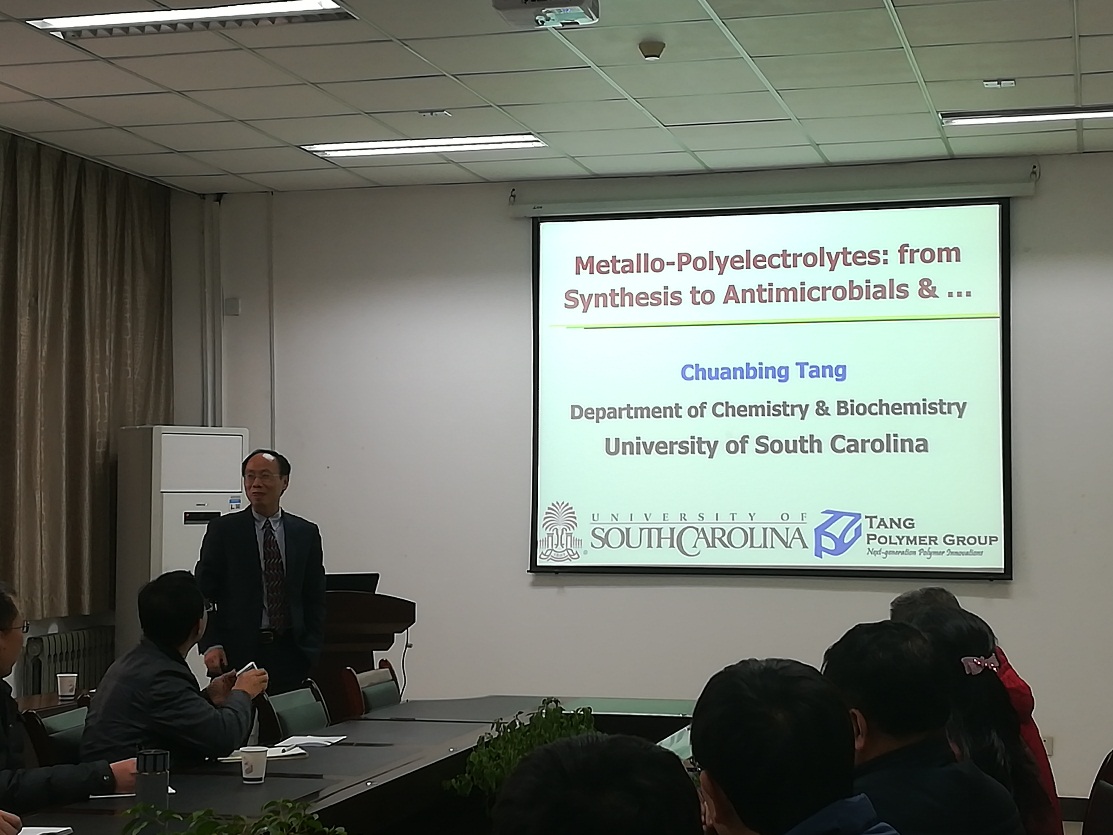 Metallo-Polyelectrolytes: from
Synthesis to Antimicrobials & ...
Chuanbing Tang
Department of Chemistry & Biochemistry
University of South Carolina
UNIVERSITY OF
SOUTH CAROLINA
TANG
POLYMER GROUP
Next-generation Polymer Innovations